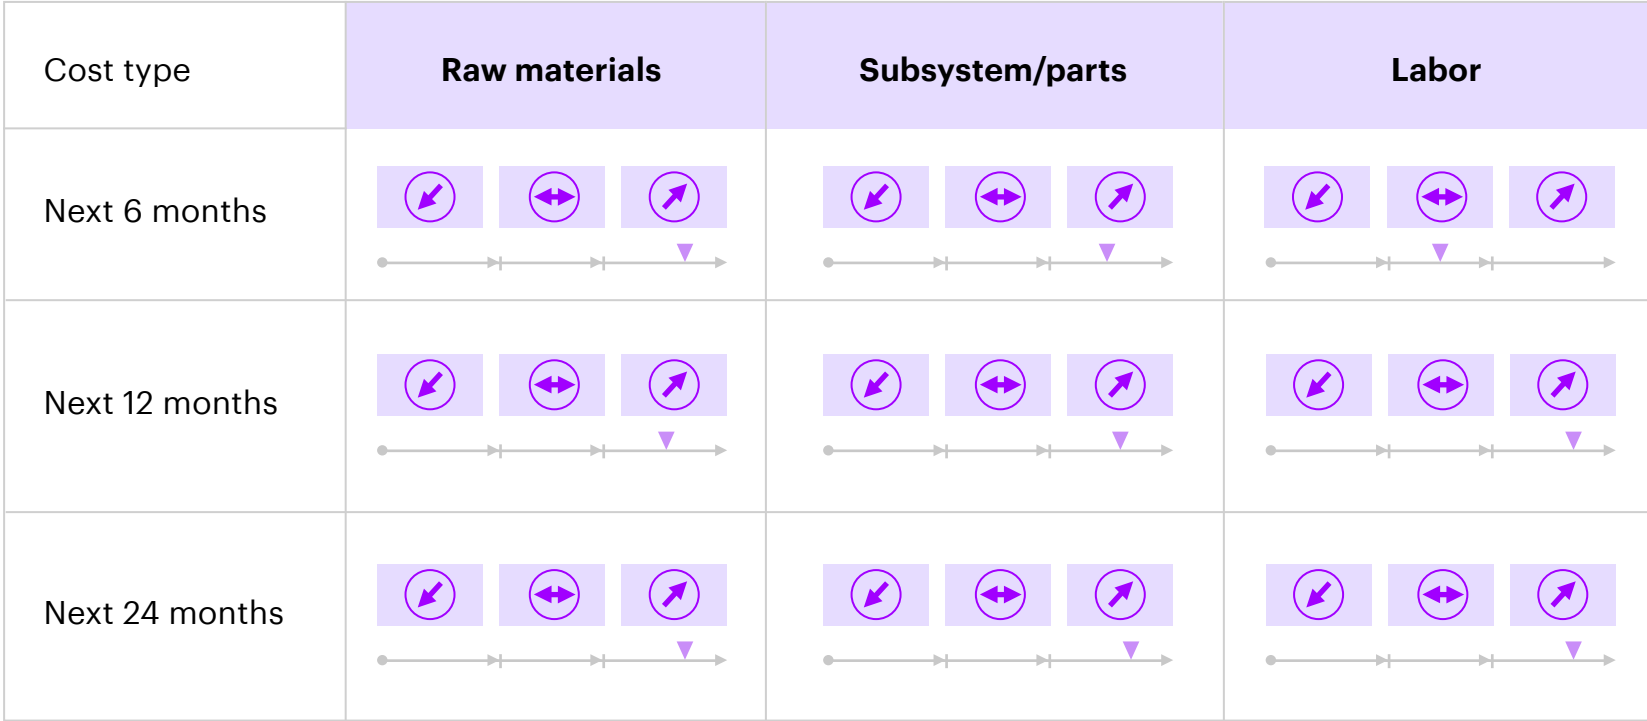 Cost type
Raw materials
Subsystem/parts
Labor
Next 6 months
Next 12 months
Next 24 months